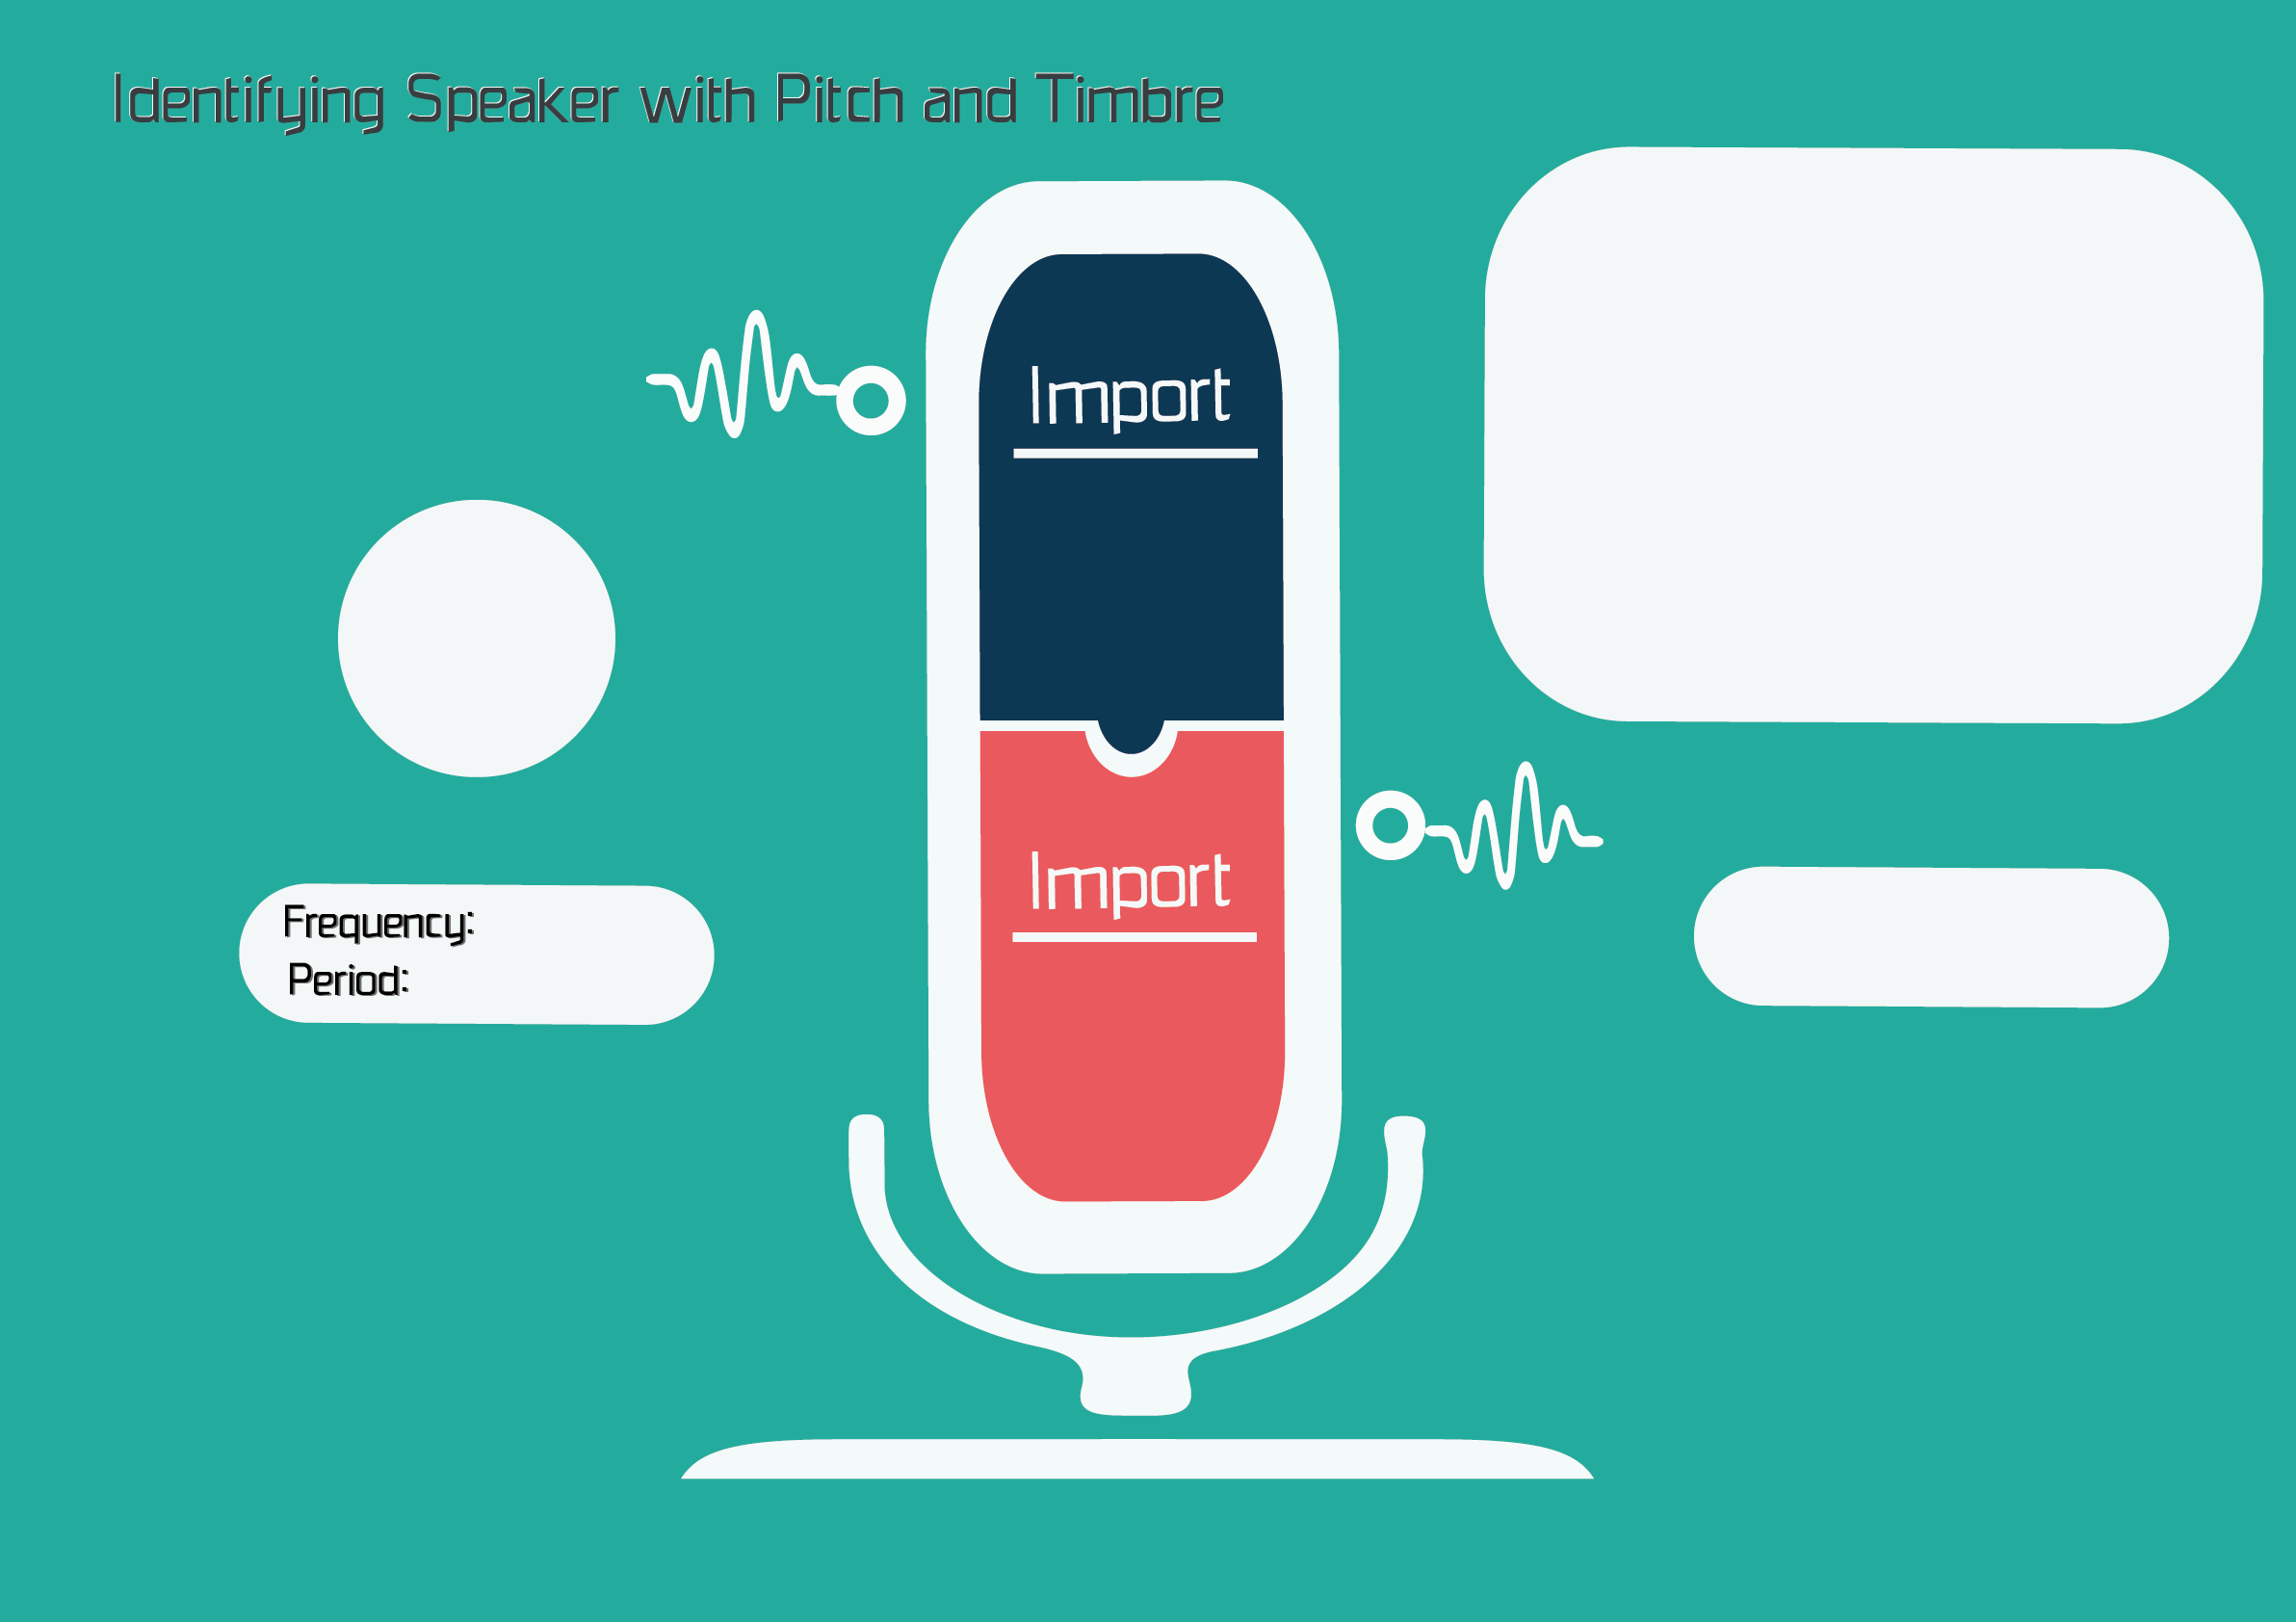 Identifying Speaker with Pitch and Timbre
Import
Import
Frequency:
Period: